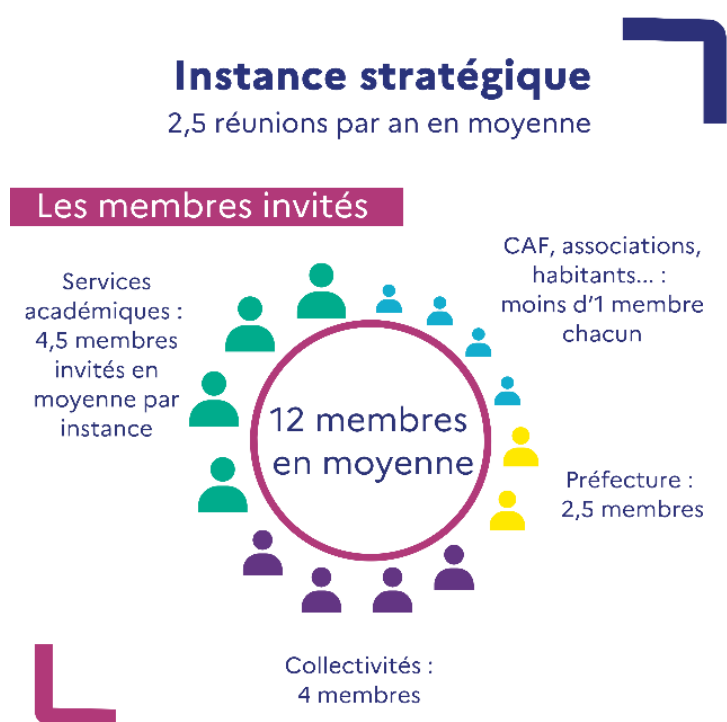 Instance stratégique
2,5 réunions par an en moyenne
Les membres invités
Services
académiques :
4,5 membres
invités en
moyenne par
instance
CAF, associations,
habitants... :
moins d'1 membre
chacun
12 membres
en moyenne
Préfecture :
2,5 membres
Collectivités :
4 membres